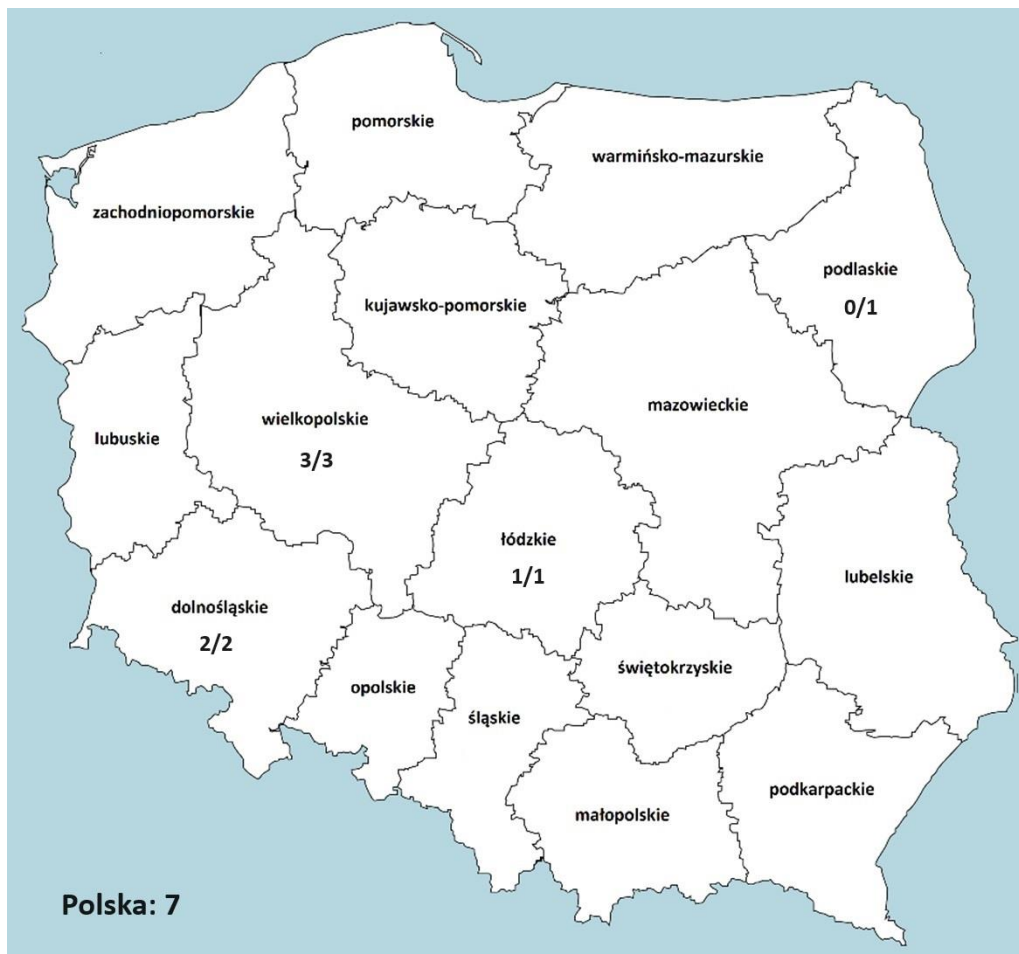 pomorskie
warmińsko-mazurskie
zachodniopomorskie
podlaskie
0/1
kujawsko-pomorskie
mazowieckie
wielkopolskie
3/3
lubuskie
łódzkie
1/1
lubelskie
dolnośląskie
2/2
świętokrzyskie
opolskie
śląskie
podkarpackie
małopolskie
Polska: 7